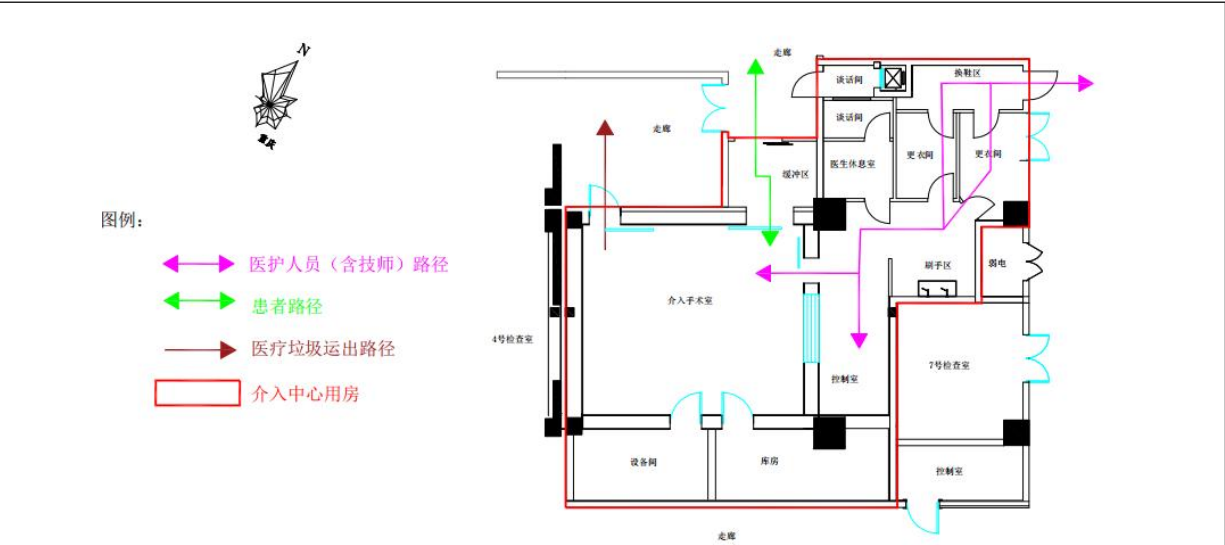 N
重庆
图例：
医护人员（含技师）路径
患者路径
医疗垃圾运出路径
介入中心用房
走廊
谈话间
换鞋区
走廊
谈话间
更衣间
更衣间
医生休息室
缓冲区
刷手区
弱电
介入手术室
4号检查室
7号检查室
控制室
设备间
库房
控制室
走廊